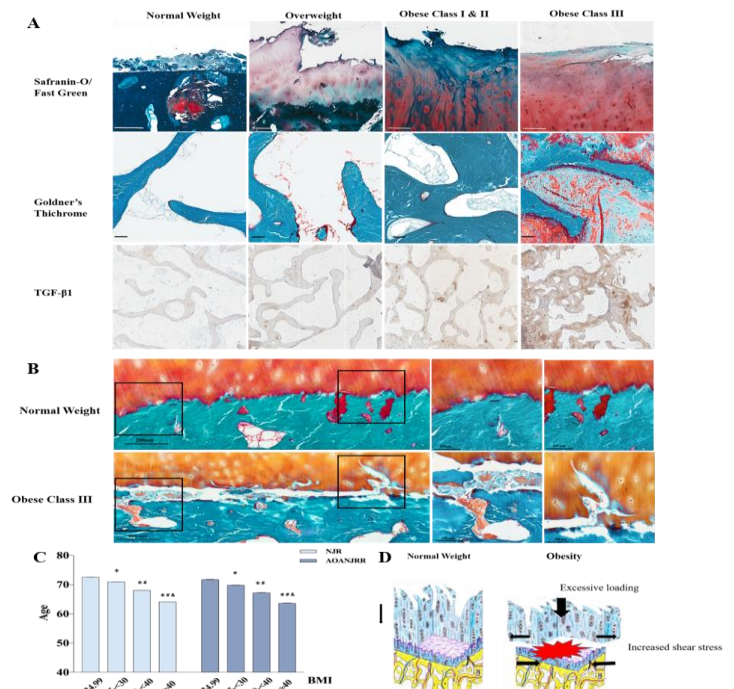 Normal Weight Overweight Obese Class I & II Obese Class III
A
Safranin-O/
Fast Green
Goldner's
Thichrome
TGF-β1
B
Normal Weight
200um
Obese Class III
C
NJR
AOANJRR
80
70
60
50
40
Age
*
*#
*#&
*
*#
*#&
BMI
D
Normal Weight Obesity
Excessive loading
Increased shear stress